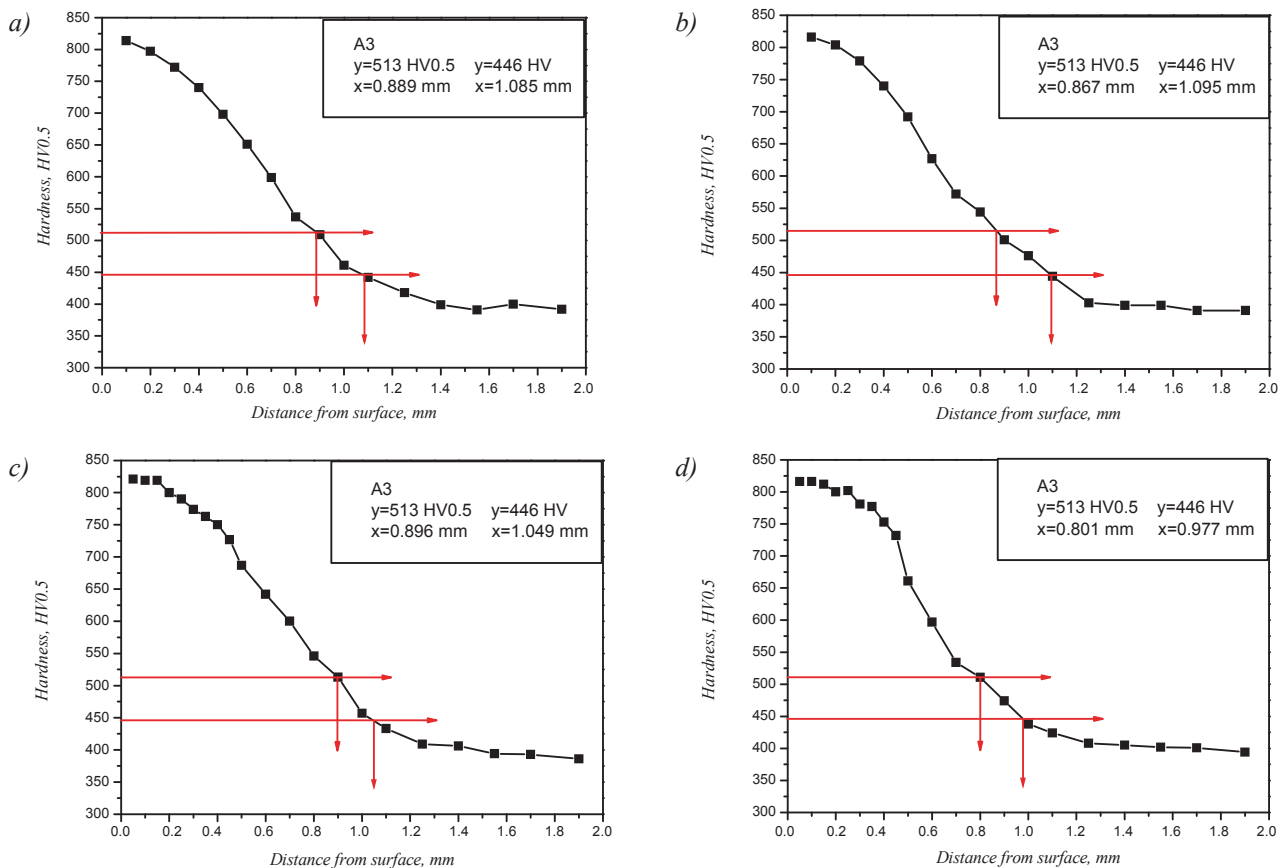 a)
850
800
750
700
650
600
550
500
450
400
350
300
Hardness, HV0.5
A3
y=513 HV0.5 y=446 HV
x=0.889 mm x=1.085 mm
0.0 0.2 0.4 0.6 0.8 1.0 1.2 1.4 1.6 1.8 2.0
Distance from surface, mm
b)
850
800
750
700
650
600
550
500
450
400
350
300
Hardness, HV0.5
A3
y=513 HV0.5 y=446 HV
x=0.867 mm x=1.095 mm
0.0 0.2 0.4 0.6 0.8 1.0 1.2 1.4 1.6 1.8 2.0
Distance from surface, mm
c)
850
800
750
700
650
600
550
500
450
400
350
300
Hardness, HV0.5
A3
y=513 HV0.5 y=446 HV
x=0.896 mm x=1.049 mm
0.0 0.2 0.4 0.6 0.8 1.0 1.2 1.4 1.6 1.8 2.0
Distance from surface, mm
d)
850
800
750
700
650
600
550
500
450
400
350
300
Hardness, HV0.5
A3
y=513 HV0.5 y=446 HV
x=0.801 mm x=0.977 mm
0.0 0.2 0.4 0.6 0.8 1.0 1.2 1.4 1.6 1.8 2.0
Distance from surface, mm